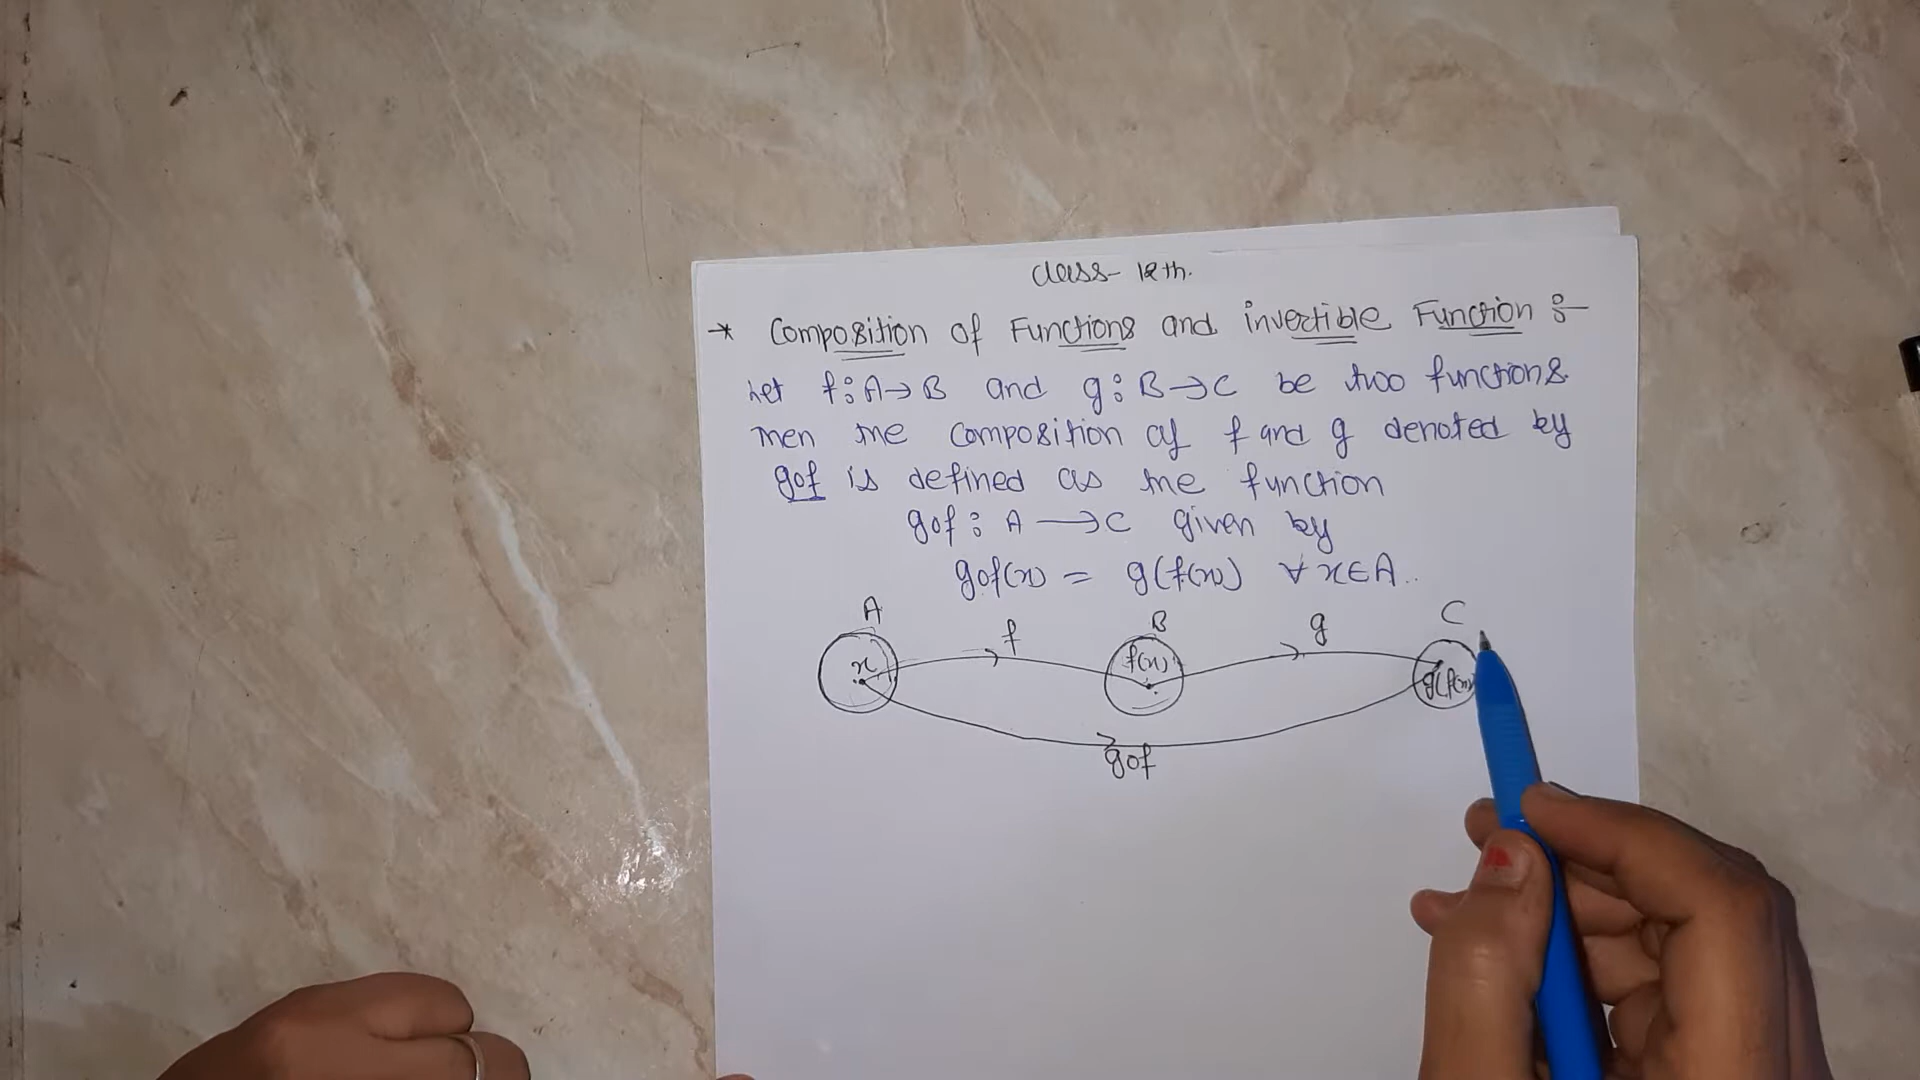 Class- 12th.
* Composition of Functions and invertible Function :-
Let f: A→B and g: B→C be two functions.
Then the composition of f and g denoted by
gof is defined as the function
gof: A → C given by
gof(x) = g(f(x)) ∀ x∈A..
A f B g C
x f(x) g(f(x)
gof